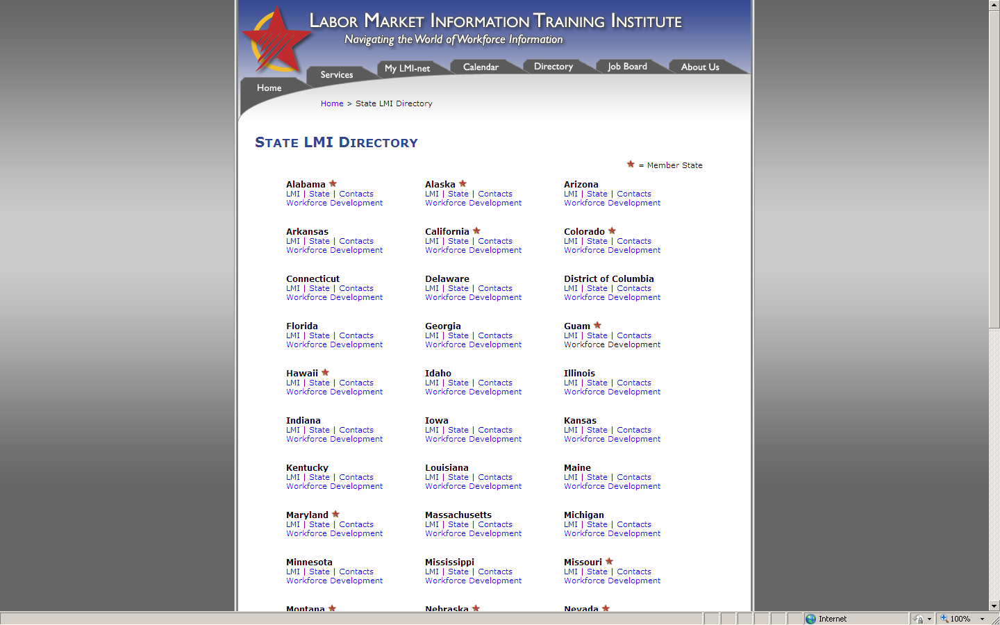 LABOR MARKET INFORMATION TRAINING INSTITUTE
Navigating the World of Workforce Information
Home Services My LMI-net Calendar Directory Job Board About Us
Home > State LMI Directory
STATE LMI DIRECTORY
= Member State
Alabama Alaska Arizona
LMI | State | Contacts LMI | State | Contacts LMI | State | Contacts
Workforce Development Workforce Development Workforce Development
Arkansas California Colorado
LMI | State | Contacts LMI | State | Contacts LMI | State | Contacts
Workforce Development Workforce Development Workforce Development
Connecticut Delaware District of Columbia
LMI | State | Contacts LMI | State | Contacts LMI | State | Contacts
Workforce Development Workforce Development Workforce Development
Florida Georgia Guam
LMI | State | Contacts LMI | State | Contacts LMI | State | Contacts
Workforce Development Workforce Development Workforce Development
Hawaii Idaho Illinois
LMI | State | Contacts LMI | State | Contacts LMI | State | Contacts
Workforce Development Workforce Development Workforce Development
Indiana Iowa Kansas
LMI | State | Contacts LMI | State | Contacts LMI | State | Contacts
Workforce Development Workforce Development Workforce Development
Kentucky Louisiana Maine
LMI | State | Contacts LMI | State | Contacts LMI | State | Contacts
Workforce Development Workforce Development Workforce Development
Maryland Massachusetts Michigan
LMI | State | Contacts LMI | State | Contacts LMI | State | Contacts
Workforce Development Workforce Development Workforce Development
Minnesota Mississippi Missouri
LMI | State | Contacts LMI | State | Contacts LMI | State | Contacts
Workforce Development Workforce Development Workforce Development
Montana Nebraska Nevada
Internet 100%